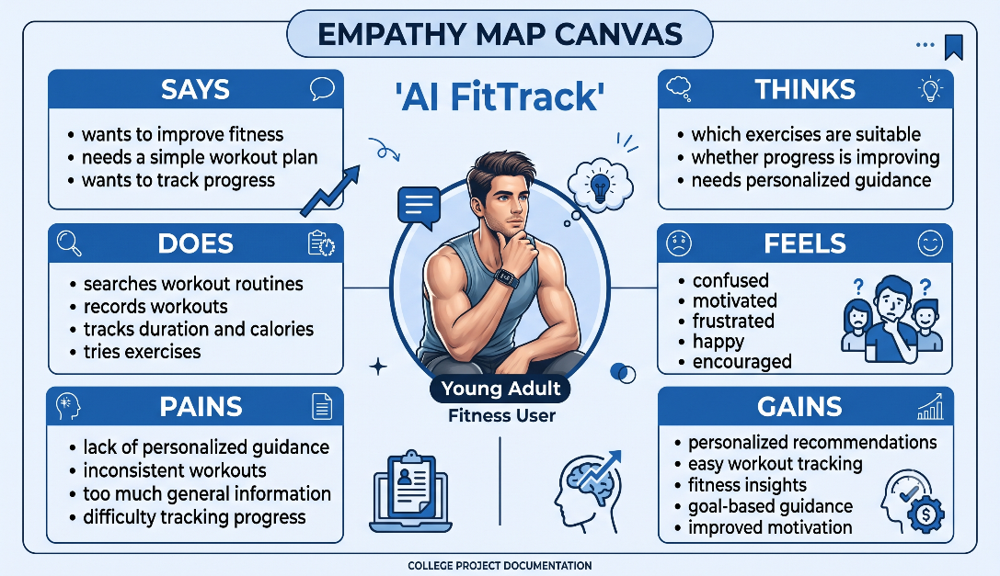 EMPATHY MAP CANVAS
'AI FitTrack'
SAYS
• wants to improve fitness
• needs a simple workout plan
• wants to track progress
THINKS
• which exercises are suitable
• whether progress is improving
• needs personalized guidance
DOES
• searches workout routines
• records workouts
• tracks duration and calories
• tries exercises
FEELS
• confused
• motivated
• frustrated
• happy
• encouraged
? ?
Young Adult
Fitness User
PAINS
• lack of personalized guidance
• inconsistent workouts
• too much general information
• difficulty tracking progress
GAINS
• personalized recommendations
• easy workout tracking
• fitness insights
• goal-based guidance
• improved motivation
$
COLLEGE PROJECT DOCUMENTATION